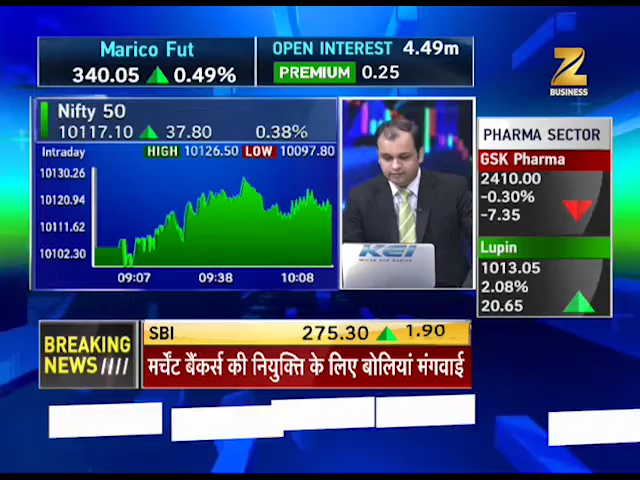 Marico Fut
340.05 0.49%
OPEN INTEREST 4.49m
PREMIUM 0.25
Z
BUSINESS
Nifty 50
10117.10 37.80 0.38%
Intraday HIGH 10126.50 LOW 10097.80
10130.26
10120.94
10111.62
10102.30
09:07 09:38 10:08
KEI
Wires and Cables
PHARMA SECTOR
GSK Pharma
2410.00
-0.30%
-7.35
Lupin
1013.05
2.08%
20.65
BREAKING
NEWS
SBI 275.30 1.90
मर्चेंट बैंकर्स की नियुक्ति के लिए बोलियां मंगवाई